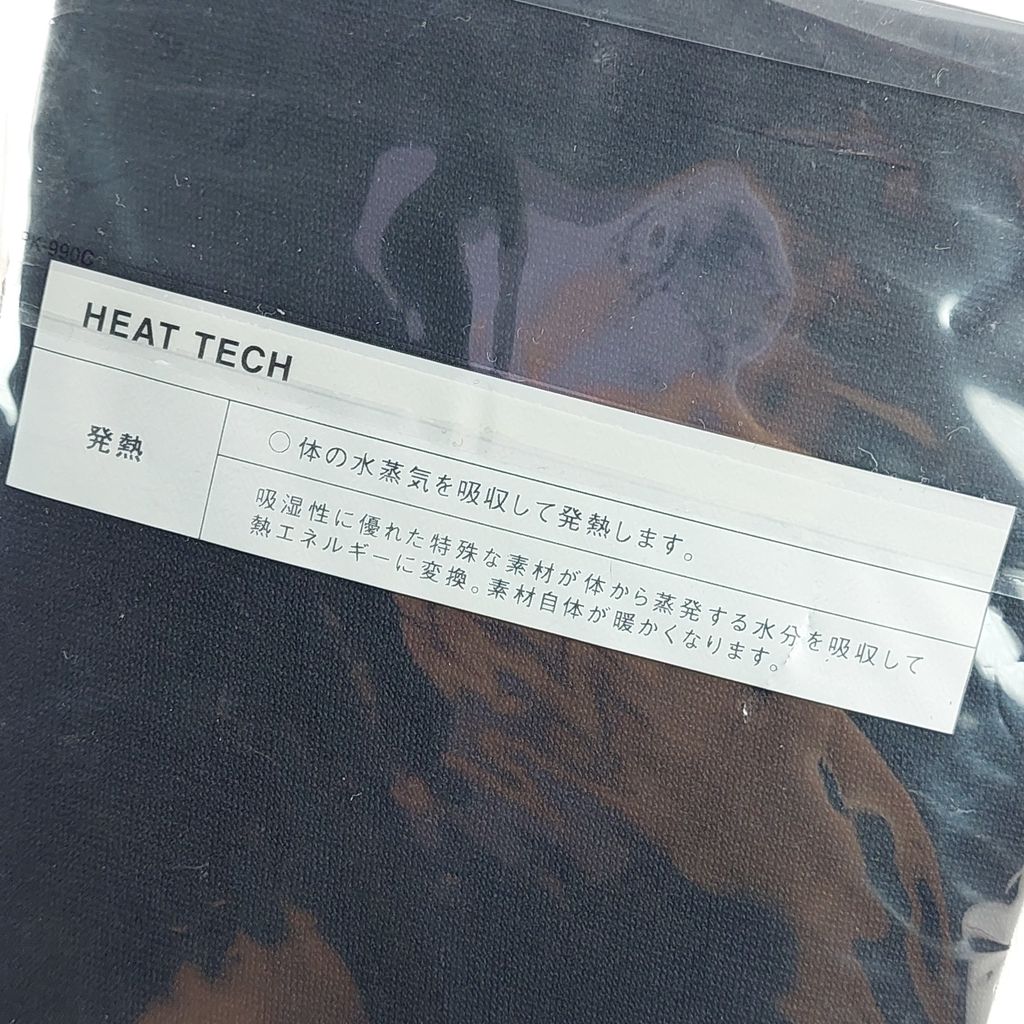 HEAT TECH
発熱
○ 体の水蒸気を吸収して発熱します。
吸湿性に優れた特殊な素材が体から蒸発する水分を吸収して
熱エネルギーに変換。素材自体が暖かくなります。